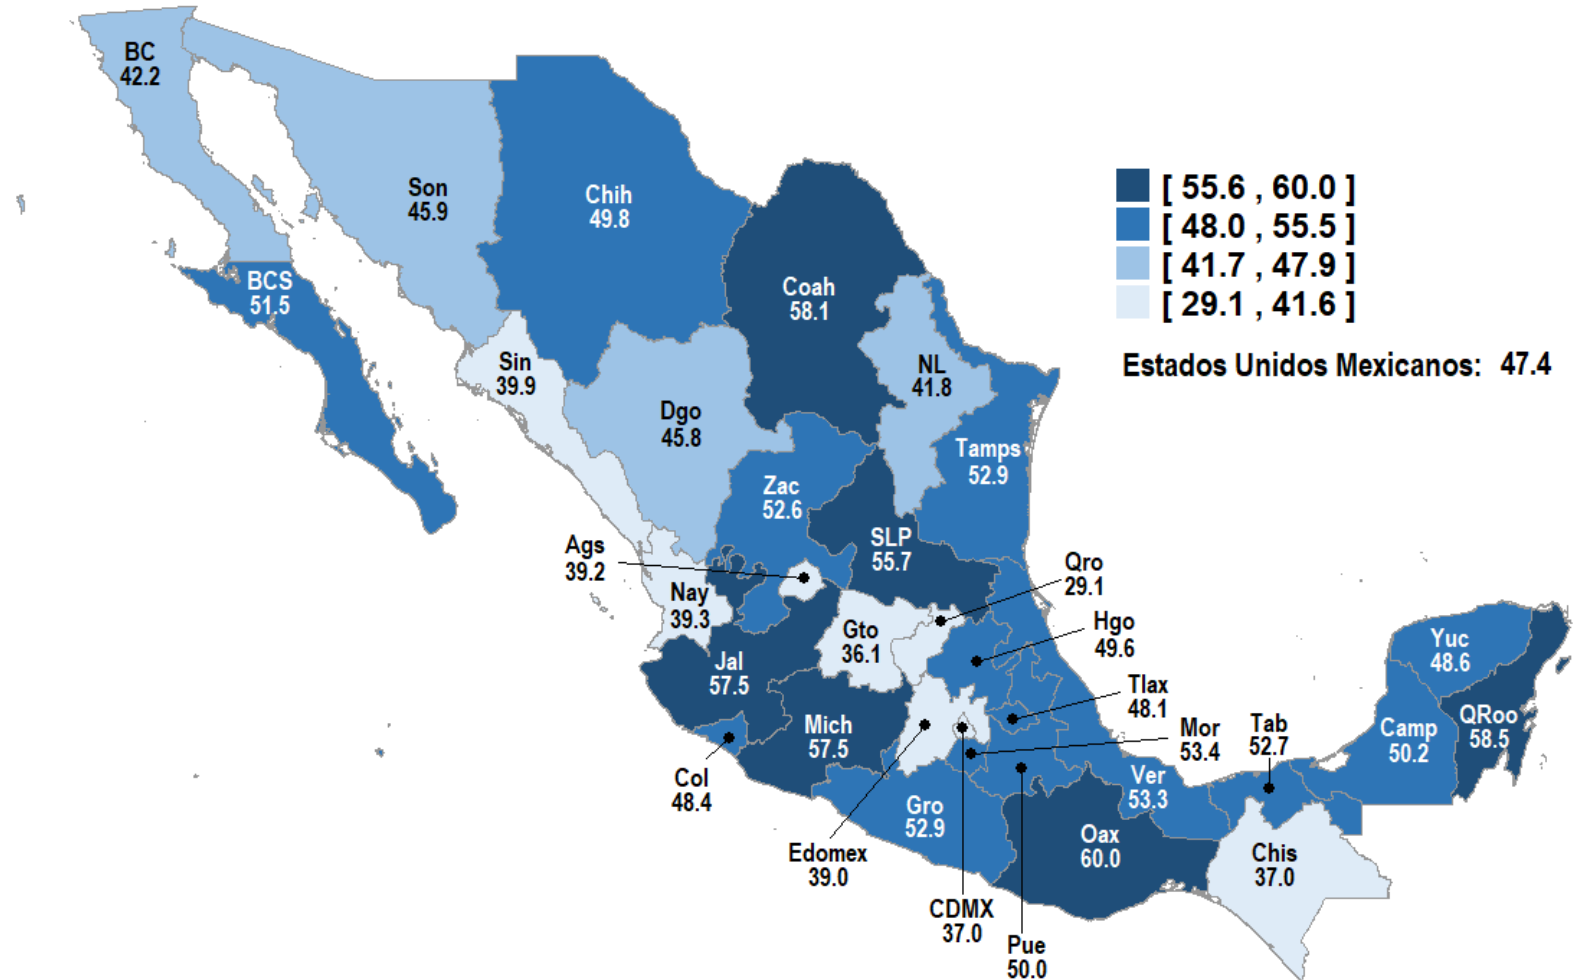 BC
42.2
Son
45.9
Chih
49.8
[ 55.6 , 60.0 ]
[ 48.0 , 55.5 ]
[ 41.7 , 47.9 ]
[ 29.1 , 41.6 ]
Estados Unidos Mexicanos: 47.4
BCS
51.5
Coah
58.1
Sin
39.9
NL
41.8
Dgo
45.8
Tamps
52.9
Zac
52.6
SLP
55.7
Ags
39.2
Qro
29.1
Nay
39.3
Gto
36.1
Hgo
49.6
Yuc
48.6
Jal
57.5
Tlax
48.1
Mich
57.5
Mor
53.4
Tab
52.7
Camp
50.2
QRoo
58.5
Col
48.4
Ver
53.3
Gro
52.9
Oax
60.0
Edomex
39.0
Chis
37.0
CDMX
37.0
Pue
50.0